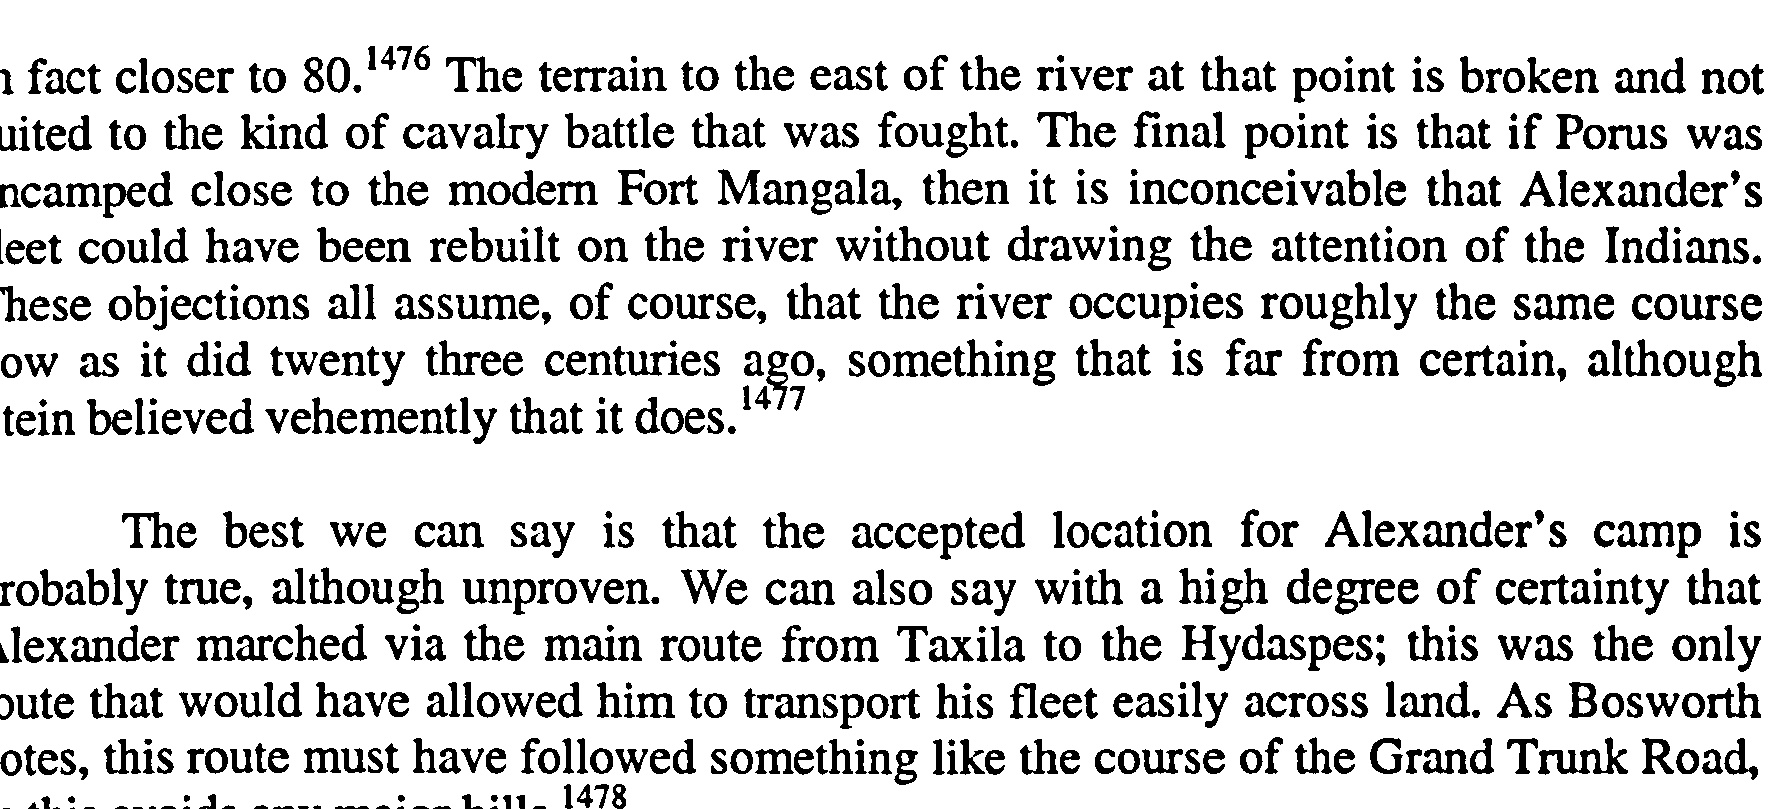 fact closer to 80.1476 The terrain to the east of the river at that point is broken and not
uited to the kind of cavalry battle that was fought. The final point is that if Porus was
ncamped close to the modern Fort Mangala, then it is inconceivable that Alexander's
leet could have been rebuilt on the river without drawing the attention of the Indians.
hese objections all assume, of course, that the river occupies roughly the same course
ow as it did twenty three centuries ago, something that is far from certain, although
tein believed vehemently that it does.1477
The best we can say is that the accepted location for Alexander's camp is
robably true, although unproven. We can also say with a high degree of certainty that
lexander marched via the main route from Taxila to the Hydaspes; this was the only
oute that would have allowed him to transport his fleet easily across land. As Bosworth
otes, this route must have followed something like the course of the Grand Trunk Road,
this avoids any major hills.1478